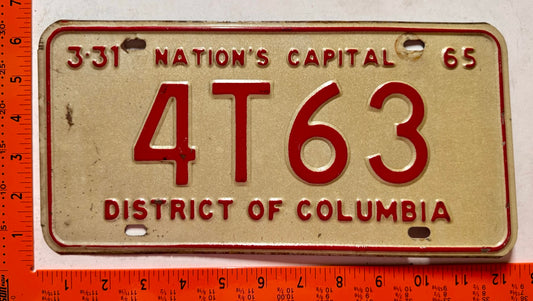 3·31 NATION'S CAPITAL 65
4T63
DISTRICT OF COLUMBIA